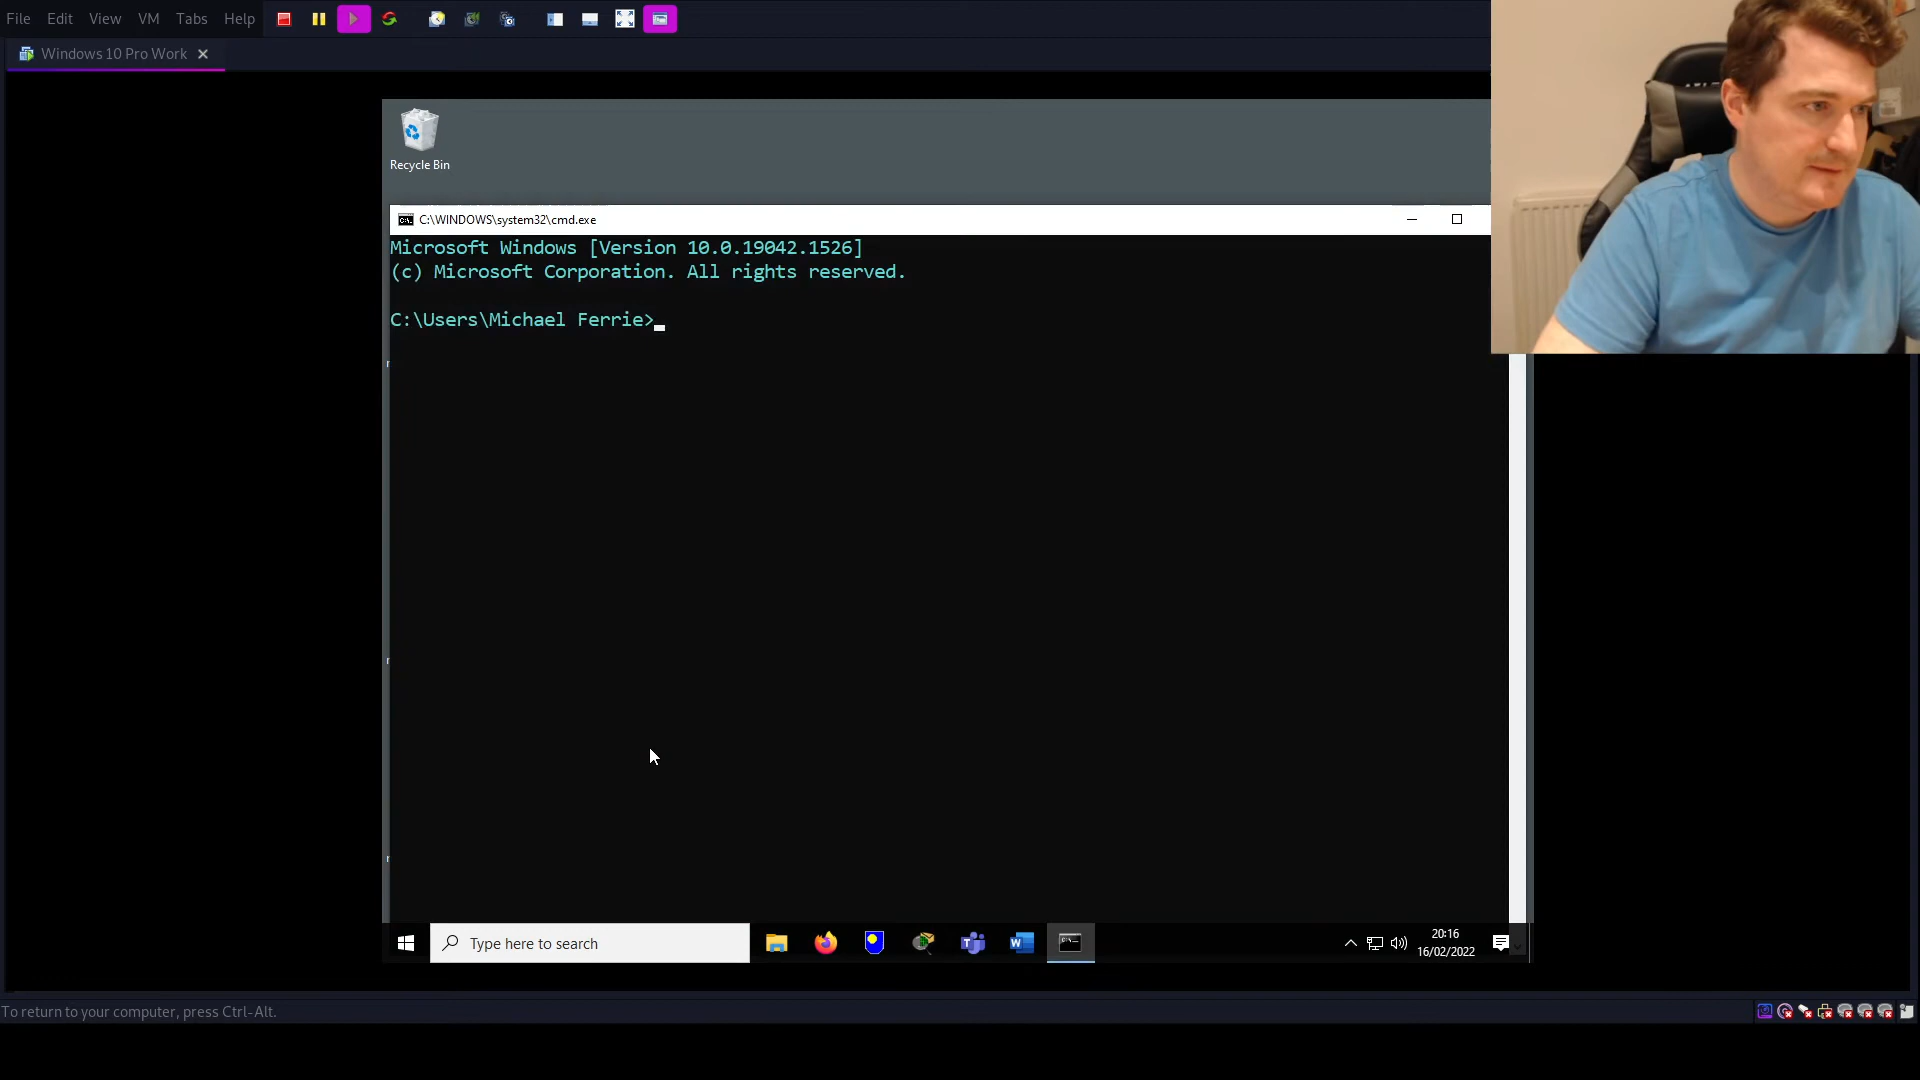 File Edit View VM Tabs Help
Windows 10 Pro Work
Recycle Bin
C:\WINDOWS\system32\cmd.exe
Microsoft Windows [Version 10.0.19042.1526]
(c) Microsoft Corporation. All rights reserved.
C:\Users\Michael Ferrie>
Type here to search
20:16
16/02/2022
To return to your computer, press Ctrl-Alt.